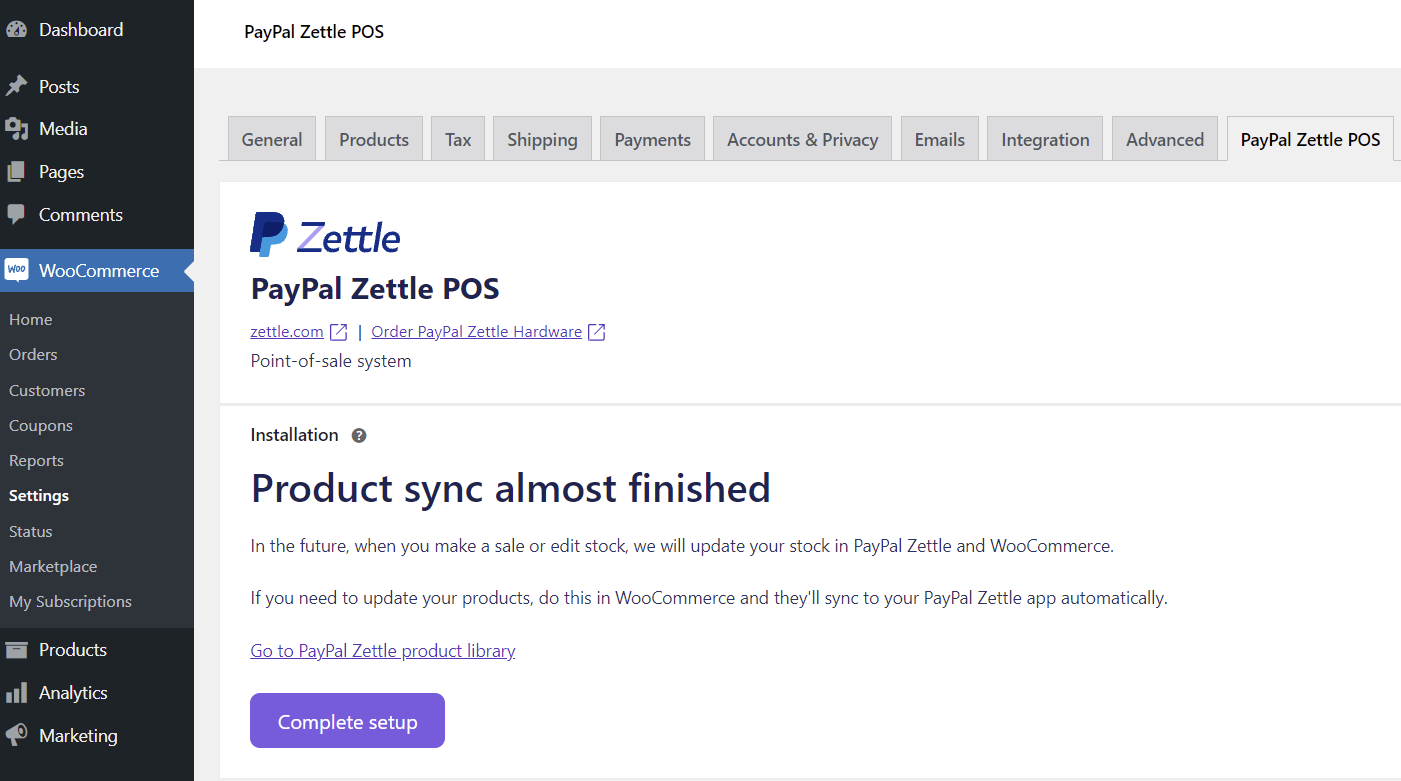 Dashboard
Posts
Media
Pages
Comments
Woo WooCommerce
Home
Orders
Customers
Coupons
Reports
Settings
Status
Marketplace
My Subscriptions
Products
Analytics
Marketing
PayPal Zettle POS
General Products Tax Shipping Payments Accounts & Privacy Emails Integration Advanced PayPal Zettle POS
Zettle
PayPal Zettle POS
zettle.com | Order PayPal Zettle Hardware
Point-of-sale system
Installation ?
Product sync almost finished
In the future, when you make a sale or edit stock, we will update your stock in PayPal Zettle and WooCommerce.
If you need to update your products, do this in WooCommerce and they'll sync to your PayPal Zettle app automatically.
Go to PayPal Zettle product library
Complete setup